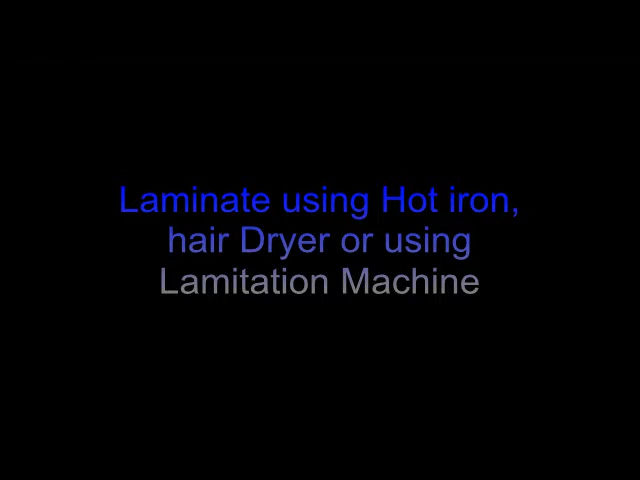 Laminate using Hot iron,
hair Dryer or using
Lamitation Machine